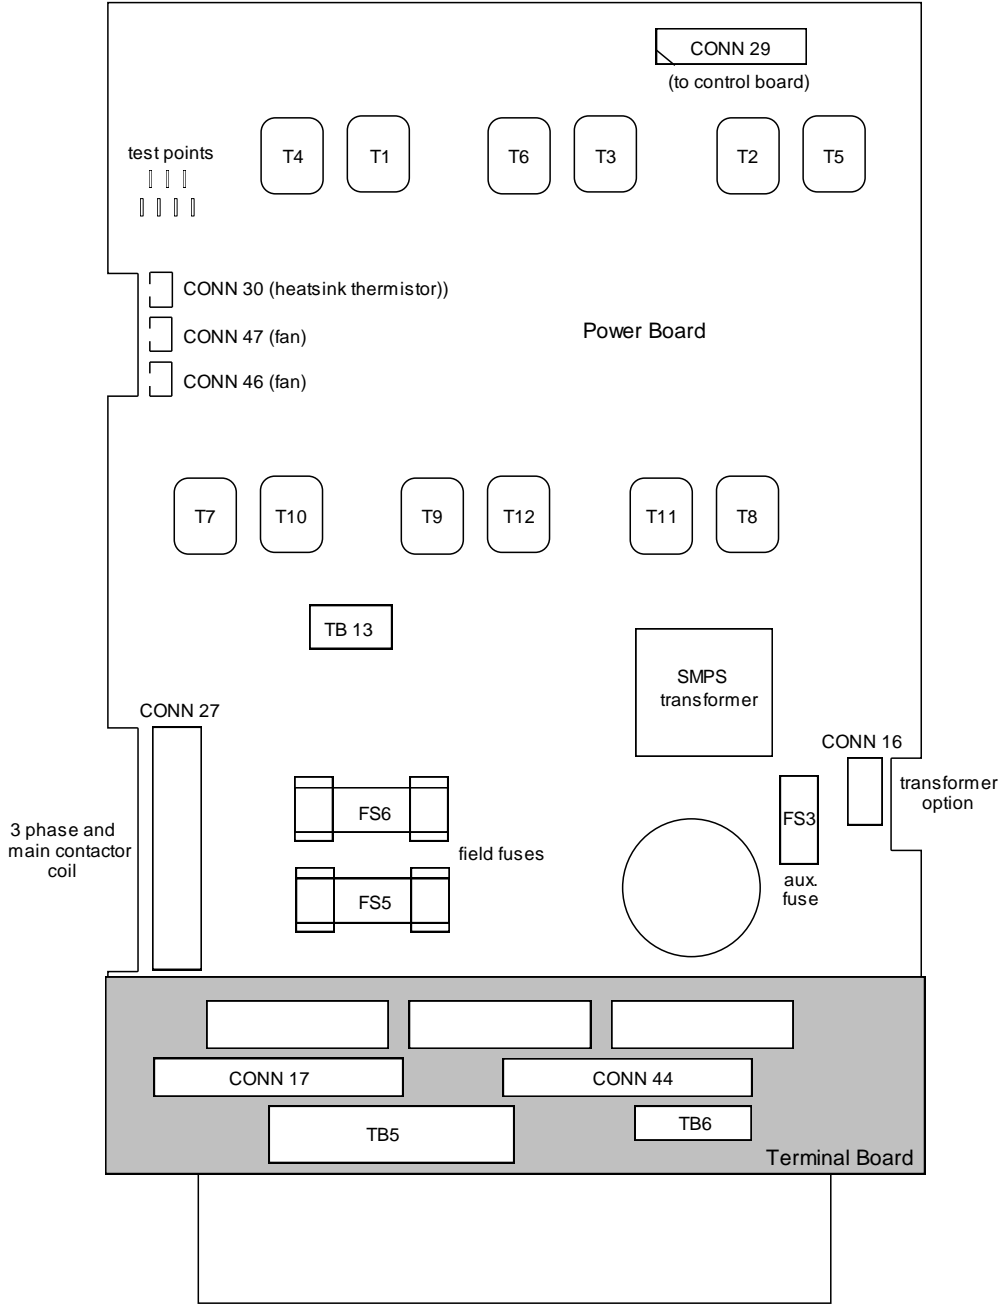 CONN 29
(to control board)
test points
T4
T1
T6
T3
T2
T5
CONN 30 (heatsink thermistor))
CONN 47 (fan)
CONN 46 (fan)
Power Board
T7
T10
T9
T12
T11
T8
TB 13
SMPS
transformer
CONN 27
CONN 16
transformer
option
3 phase and
main contactor
coil
FS6
field fuses
FS5
FS3
aux.
fuse
CONN 17
CONN 44
TB5
TB6
Terminal Board